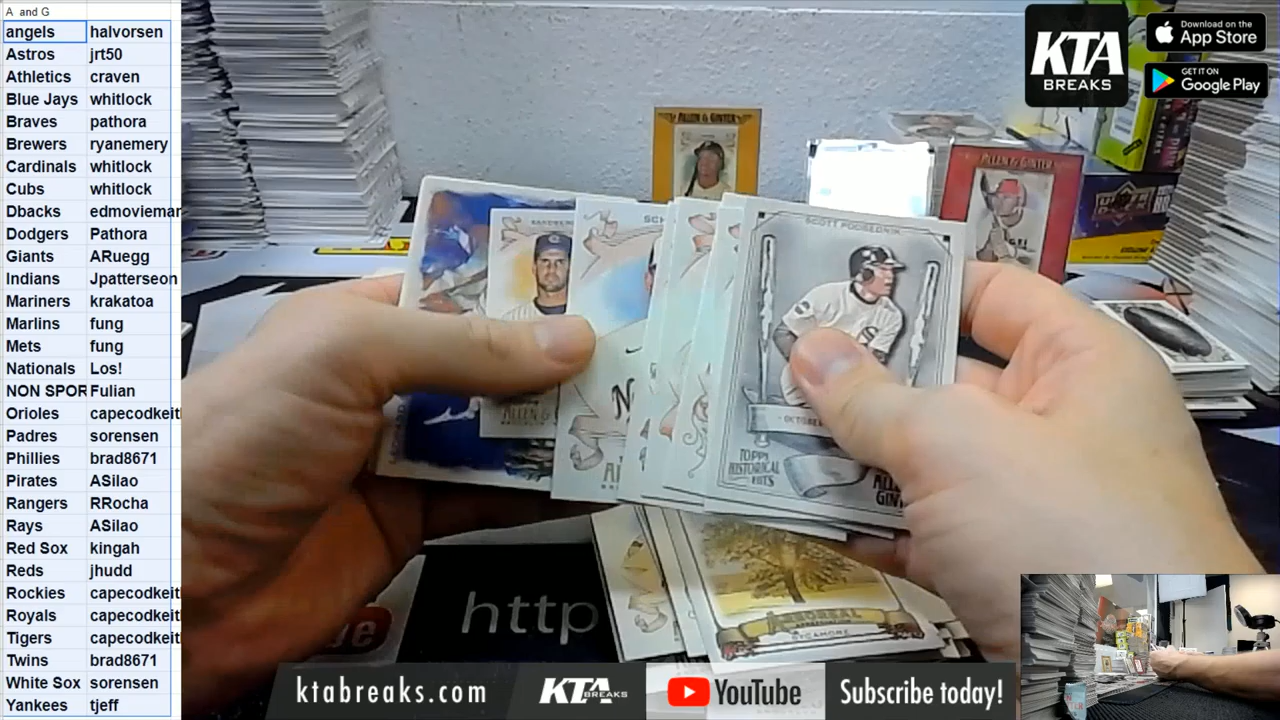 A and G
angels halvorsen
Astros jrt50
Athletics craven
Blue Jays whitlock
Braves pathora
Brewers ryanemery
Cardinals whitlock
Cubs whitlock
Dbacks edmoviemar
Dodgers Pathora
Giants ARuegg
Indians Jpatterseon
Mariners krakatoa
Marlins fung
Mets fung
Nationals Los!
NON SPOR Fulian
Orioles capecodkeit
Padres sorensen
Phillies brad8671
Pirates ASilao
Rangers RRocha
Rays ASilao
Red Sox kingah
Reds jhudd
Rockies capecodkeit
Royals capecodkeit
Tigers capecodkeit
Twins brad8671
White Sox sorensen
Yankees tjeff
KTA
BREAKS
Download on the
App Store
GET IT ON
Google Play
ALLEN & GINTER
ALLEN & GINTER
SCOTT PODSEDNIK
OCTOBER
TOPPS
HISTORICAL
HITS
ARBOREAL
SYCAMORE
http
ktabreaks.com
KTA
BREAKS
YouTube
Subscribe today!